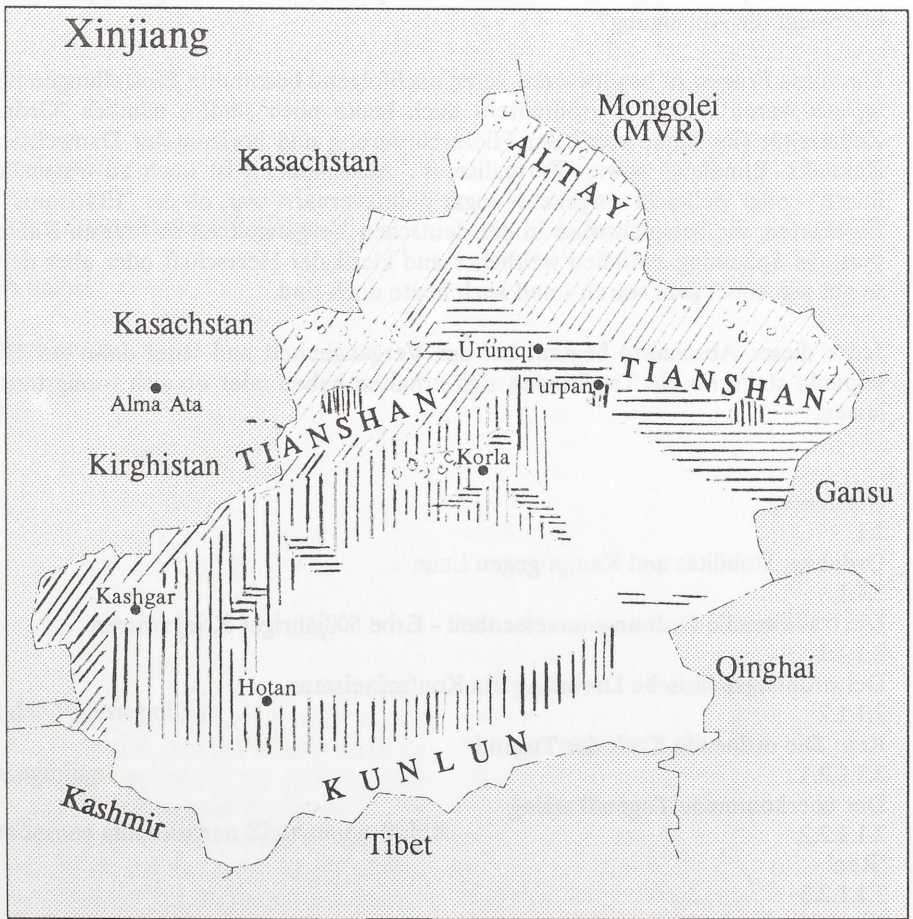 Xinjiang
Mongolei
(MVR)
Kasachstan
ALTAY
Kasachstan
Urumqi
Turpan
TIANSHAN
Alma Ata
TIANSHAN
Korla
Kirghistan
Gansu
Kashgar
Qinghai
Hotan
KUNLUN
Kashmir
Tibet